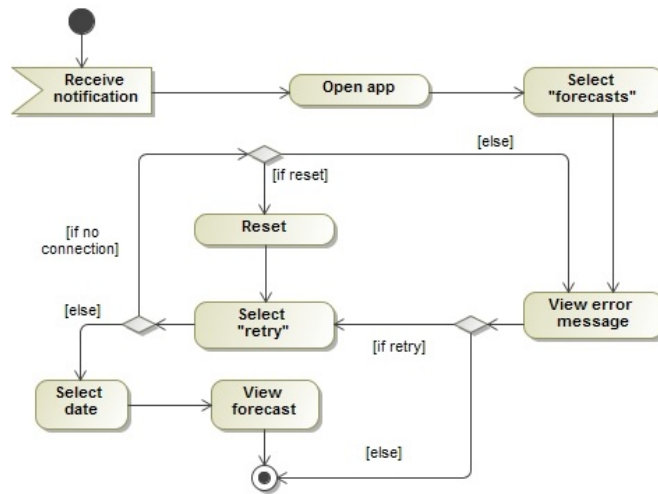 Receive
notification
Open app
Select
"forecasts"
[else]
[if reset]
Reset
[if no
connection]
[else]
Select
"retry"
[if retry]
View error
message
Select
date
View
forecast
[else]